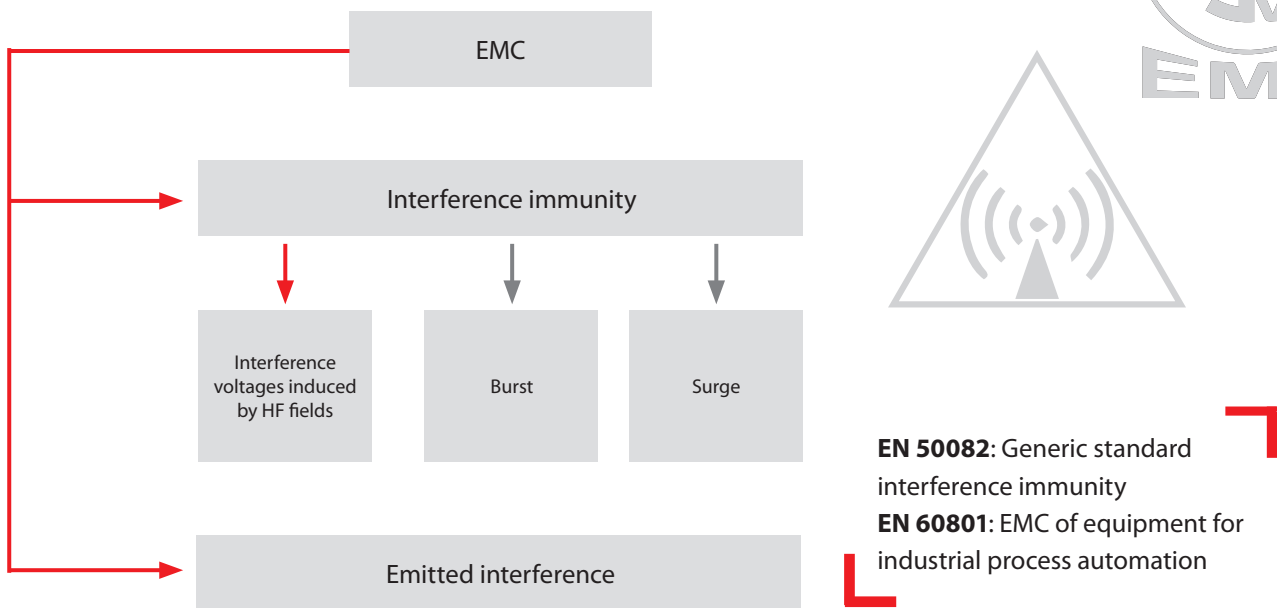 EMC
Interference immunity
Interference
voltages induced
by HF fields
Burst
Surge
Emitted interference
EN 50082: Generic standard
interference immunity
EN 60801: EMC of equipment for
industrial process automation